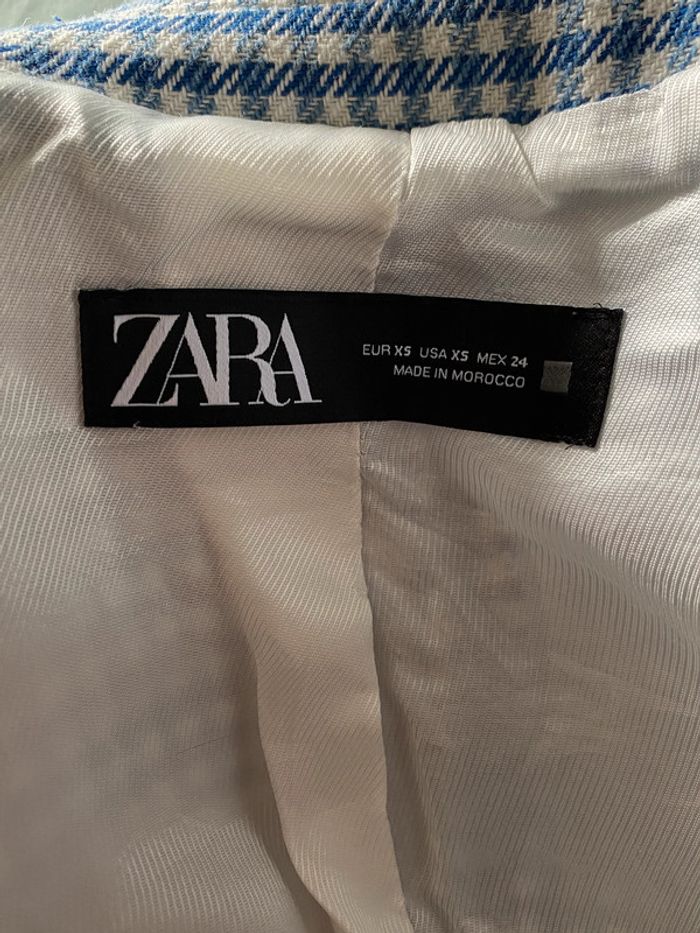 ZARA
EUR XS USA XS MEX 24
MADE IN MOROCCO